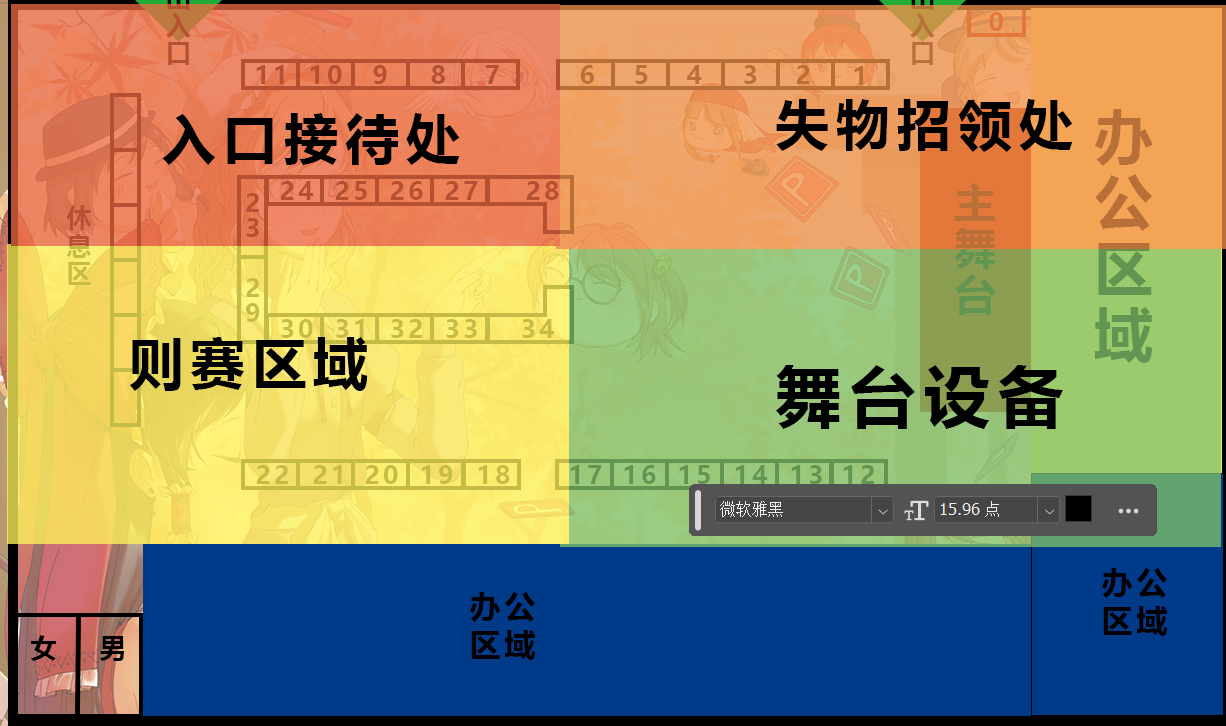 出入口
出入口
0
11 10 9 8 7
6 5 4 3 2 1
入口接待处
失物招领处
办公区域
24 25 26 27 28
23
主舞台
休息区
P
P
29
30 31 32 33 34
则赛区域
舞台设备
22 21 20 19 18
17 16 15 14 13 12
微软雅黑
15.96 点
办公
区域
办公
区域
女
男